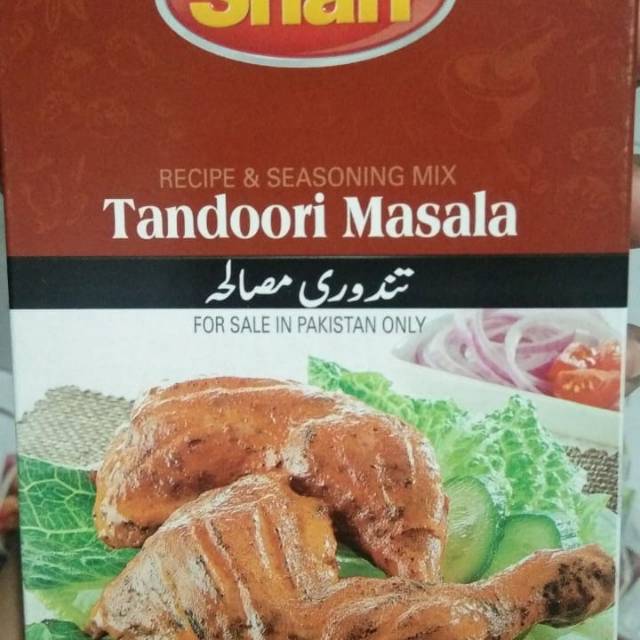 Shan
RECIPE & SEASONING MIX
Tandoori Masala
تندوری مصالحہ
FOR SALE IN PAKISTAN ONLY